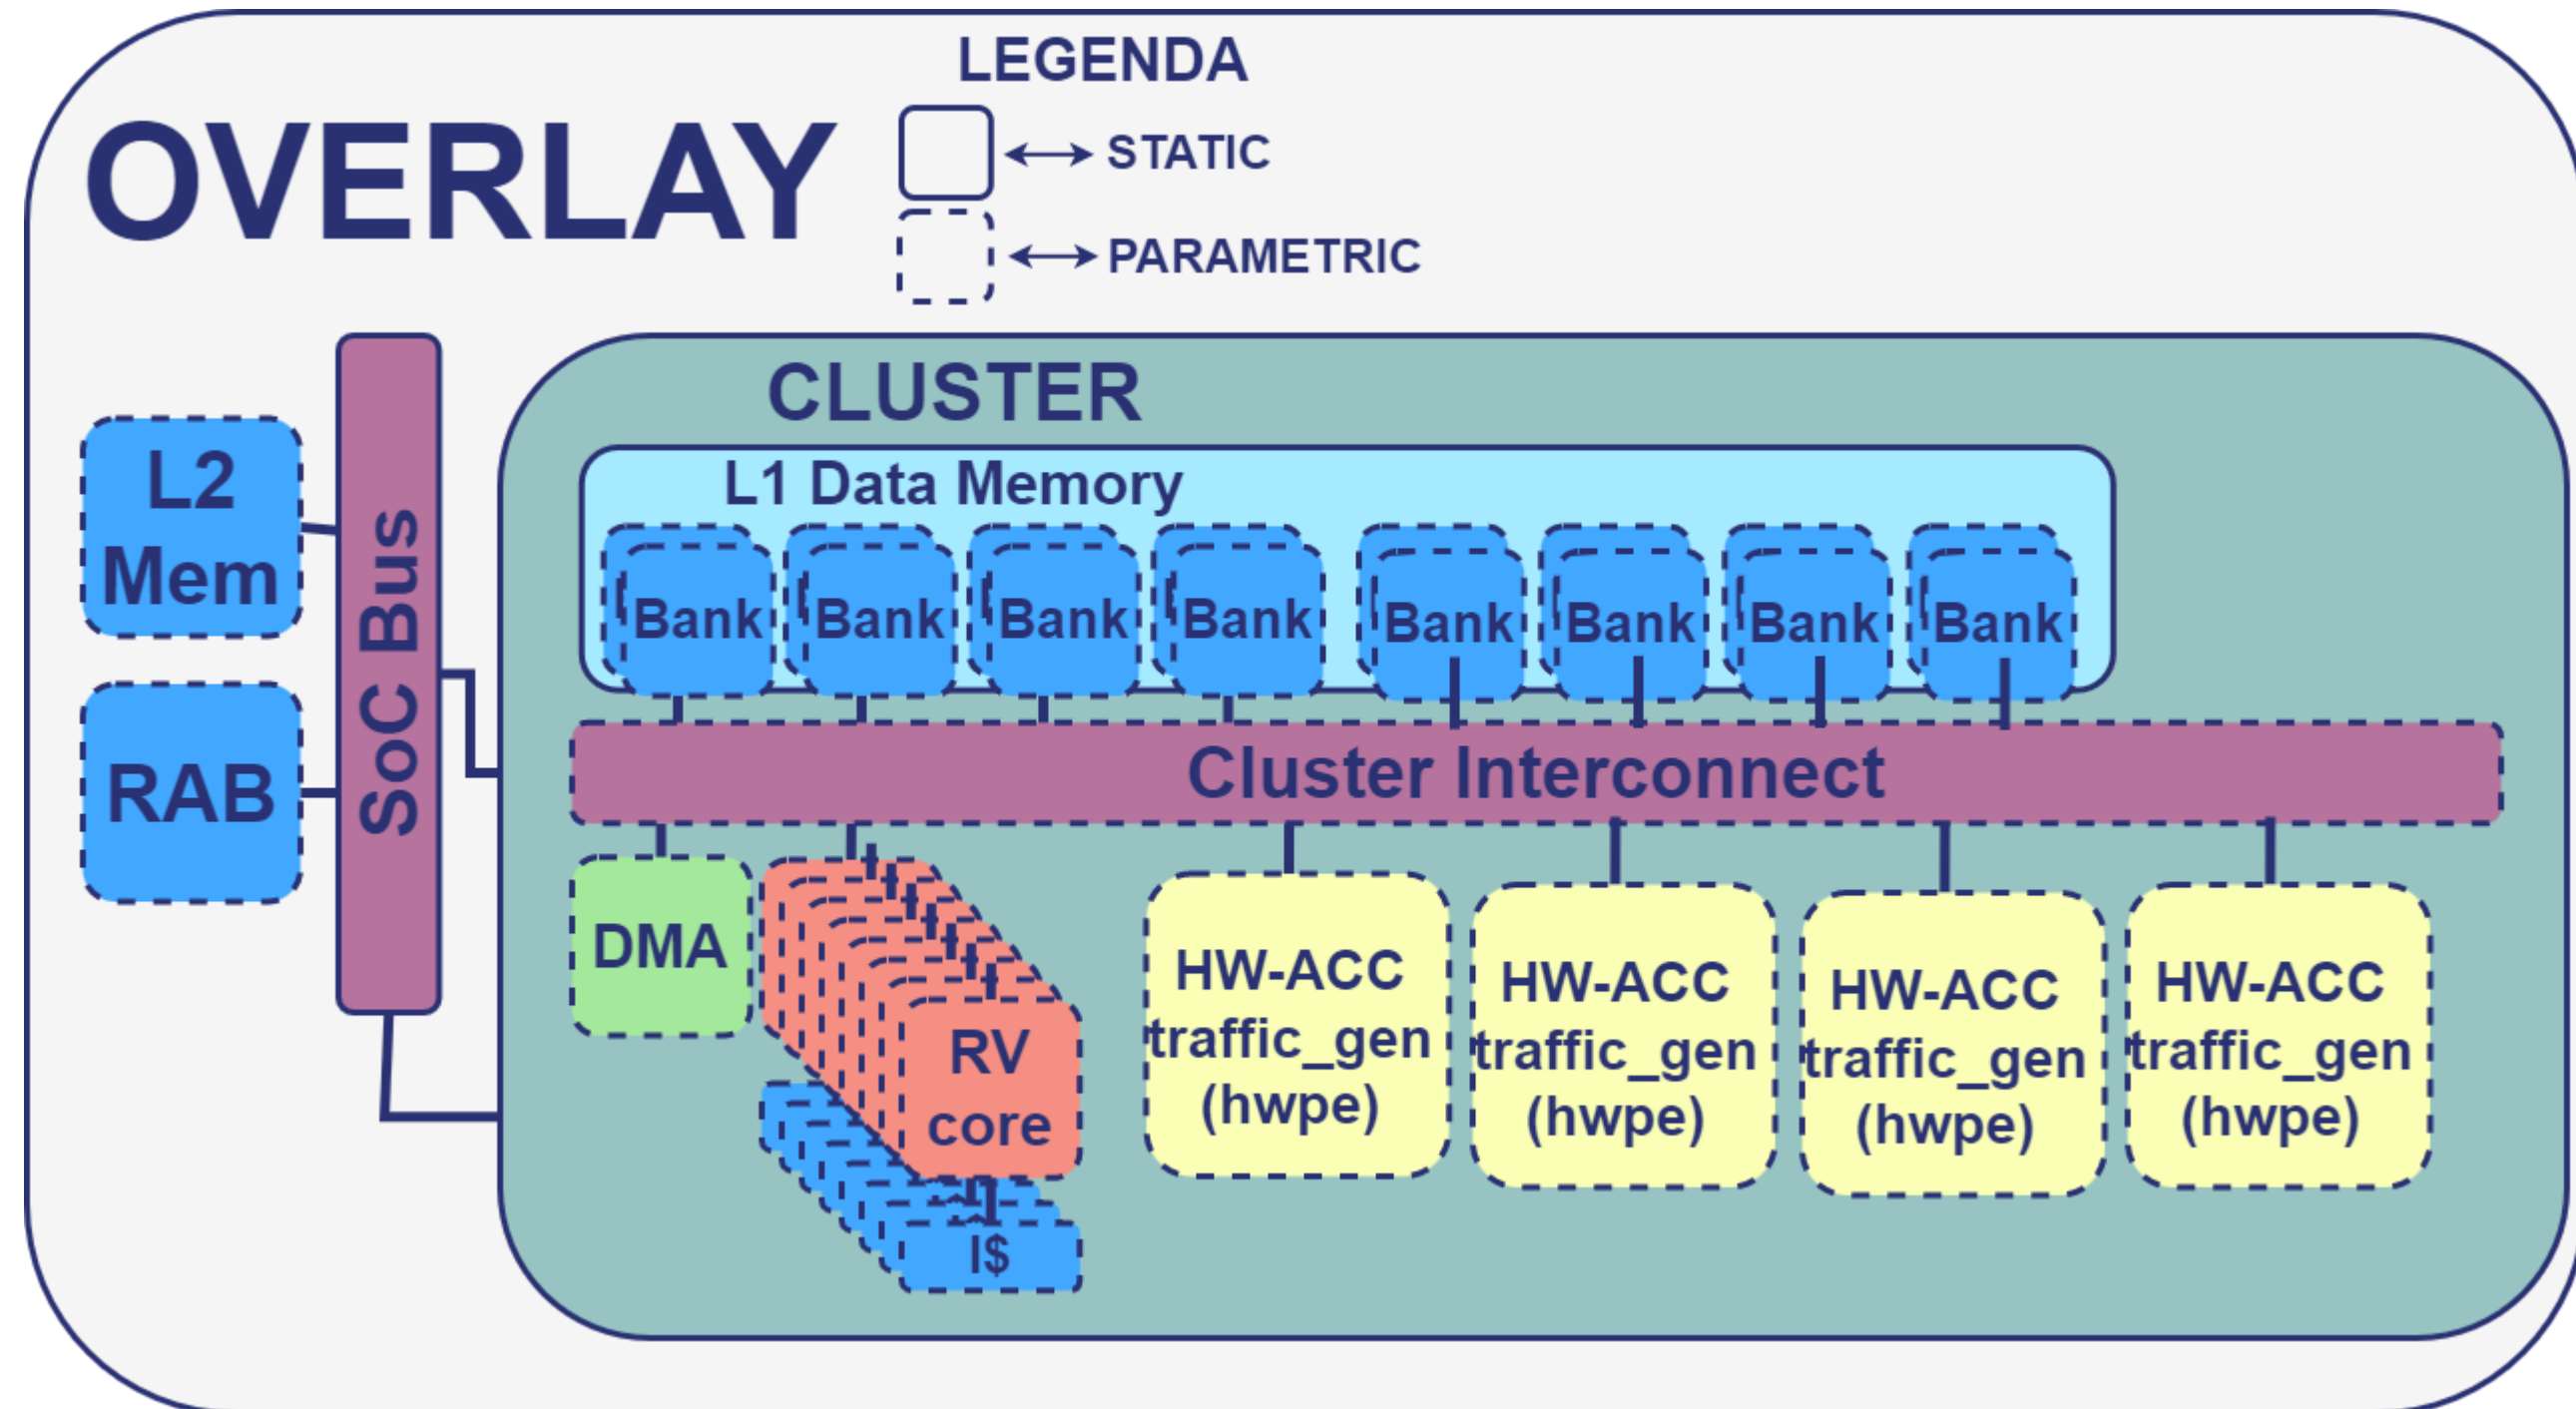 LEGENDA
OVERLAY
STATIC
PARAMETRIC
CLUSTER
L1 Data Memory
L2
Mem
RAB
SoC Bus
Bank
Bank
Bank
Bank
Bank
Bank
Bank
Bank
Cluster Interconnect
DMA
RV
core
I$
HW-ACC
traffic_gen
(hwpe)
HW-ACC
traffic_gen
(hwpe)
HW-ACC
traffic_gen
(hwpe)
HW-ACC
traffic_gen
(hwpe)